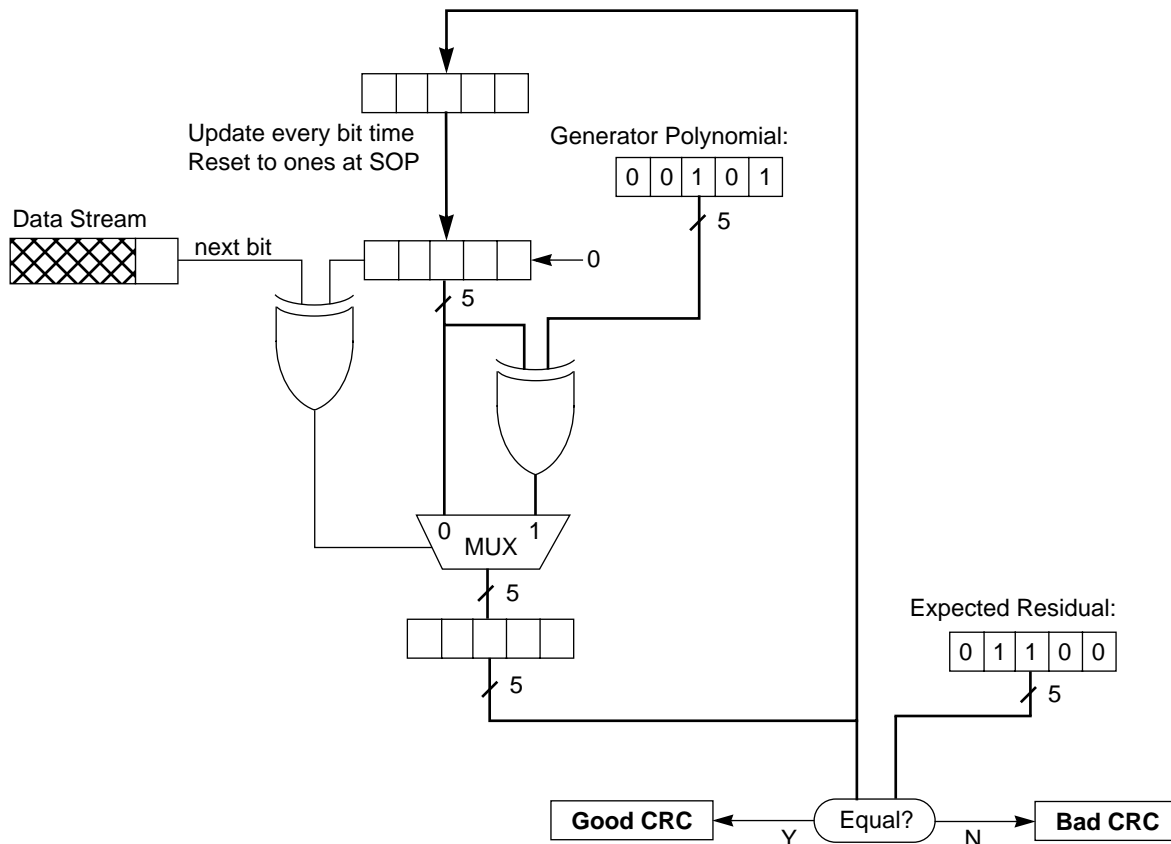 Update every bit time
Reset to ones at SOP
Generator Polynomial:
0 0 1 0 1
5
Data Stream
next bit
0
5
0 1
MUX
5
Expected Residual:
0 1 1 0 0
5
5
Good CRC
Y
Equal?
N
Bad CRC